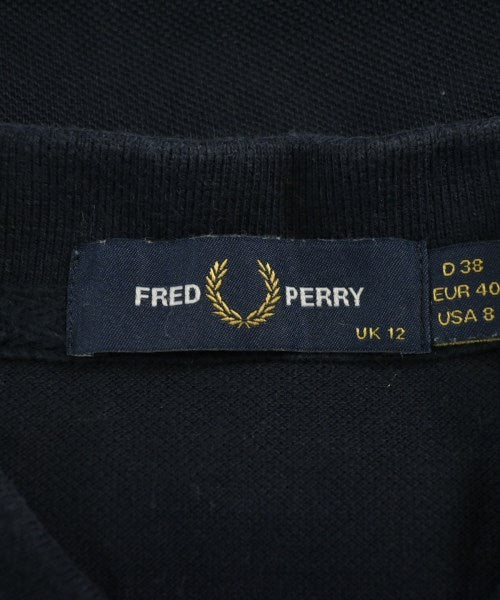 FRED PERRY
UK 12
D 38
EUR 40
USA 8